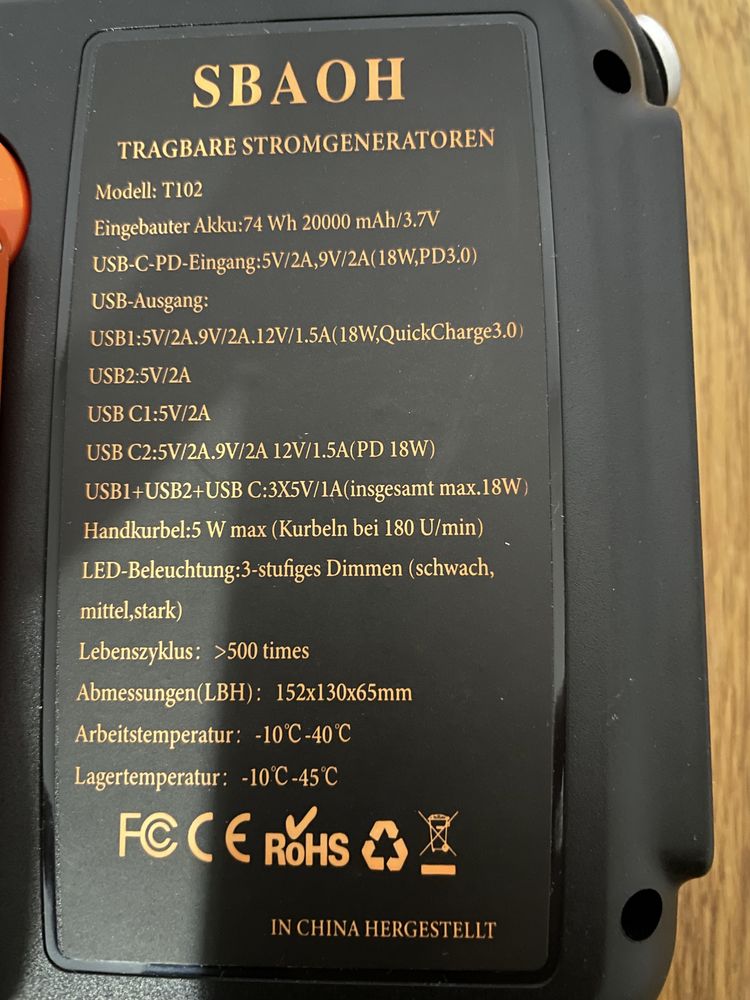 SBAOH
TRAGBARE STROMGENERATOREN
Modell: T102
Eingebauter Akku:74 Wh 20000 mAh/3.7V
USB-C-PD-Eingang:5V/2A,9V/2A(18W,PD3.0)
USB-Ausgang:
USB1:5V/2A.9V/2A.12V/1.5A(18W,QuickCharge3.0)
USB2:5V/2A
USB C1:5V/2A
USB C2:5V/2A.9V/2A 12V/1.5A(PD 18W)
USB1+USB2+USB C:3X5V/1A(insgesamt max.18W)
Handkurbel:5 W max (Kurbeln bei 180 U/min)
LED-Beleuchtung:3-stufiges Dimmen (schwach,
mittel,stark)
Lebenszyklus: >500 times
Abmessungen(LBH): 152x130x65mm
Arbeitstemperatur: -10℃-40℃
Lagertemperatur: -10℃-45℃
FC CE RoHS
IN CHINA HERGESTELLT